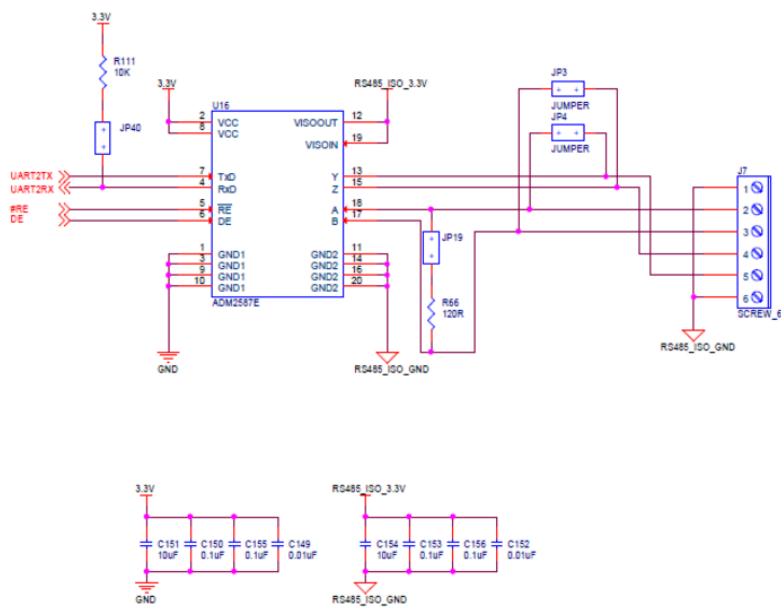 3.3V
R111
10K
JP40
3.3V
U16
2 VCC
8 VCC
VISOOUT 12
VISOIN 19
RS485_ISO_3.3V
UART2TX
UART2RX
7 TxD
4 RxD
Y 13
Z 15
#RE
DE
5 RE
6 DE
A 18
B 17
1 GND1
3 GND1
9 GND1
10 GND1
GND2 11
GND2 14
GND2 16
GND2 20
ADM2587E
GND
RS485_ISO_GND
JP19
R66
120R
JP3
JUMPER
JP4
JUMPER
J7
1
2
3
4
5
6
SCREW_6
RS485_ISO_GND
3.3V
C151
10uF
C150
0.1uF
C155
0.1uF
C149
0.01uF
GND
RS485_ISO_3.3V
C154
10uF
C153
0.1uF
C156
0.1uF
C152
0.01uF
RS485_ISO_GND